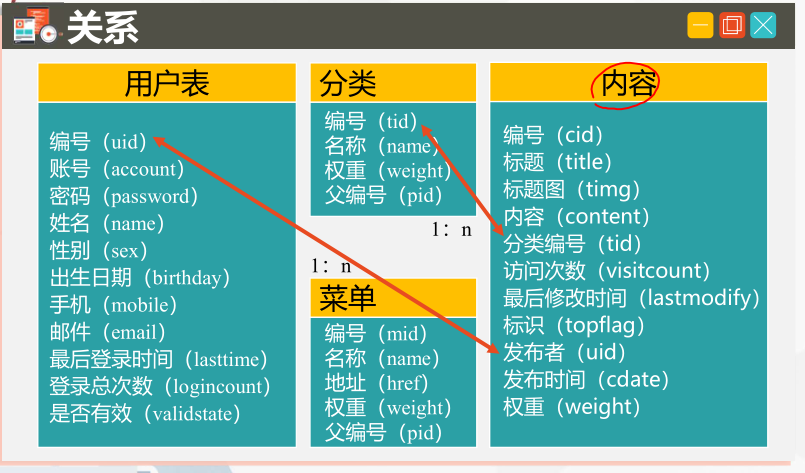 关系
用户表
编号（uid）
账号（account）
密码（password）
姓名（name）
性别（sex）
出生日期（birthday）
手机（mobile）
邮件（email）
最后登录时间（lasttime）
登录总次数（logincount）
是否有效（validstate）
分类
编号（tid）
名称（name）
权重（weight）
父编号（pid）
1：n
1：n
菜单
编号（mid）
名称（name）
地址（href）
权重（weight）
父编号（pid）
内容
编号（cid）
标题（title）
标题图（timg）
内容（content）
分类编号（tid）
访问次数（visitcount）
最后修改时间（lastmodify）
标识（topflag）
发布者（uid）
发布时间（cdate）
权重（weight）